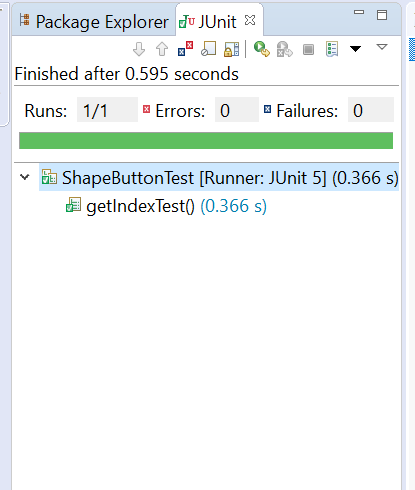 Package Explorer JUnit
Finished after 0.595 seconds
Runs: 1/1 Errors: 0 Failures: 0
ShapeButtonTest [Runner: JUnit 5] (0.366 s)
getIndexTest() (0.366 s)